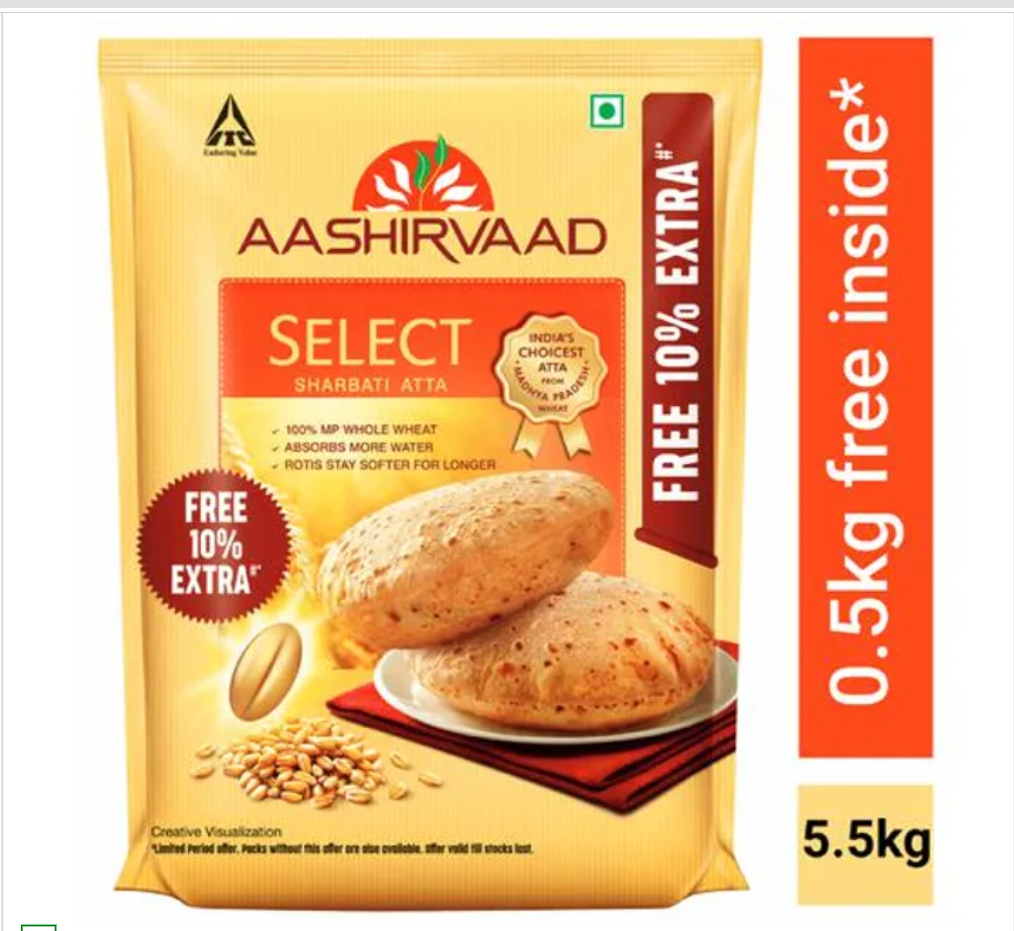 ITC
Enduring Value
AASHIRVAAD
SELECT
SHARBATI ATTA
INDIA'S
CHOICEST
ATTA
FROM
MADHYA PRADESH
WHEAT
✓ 100% MP WHOLE WHEAT
✓ ABSORBS MORE WATER
✓ ROTIS STAY SOFTER FOR LONGER
FREE
10%
EXTRA#*
FREE 10% EXTRA#*
Creative Visualization
*Limited Period offer. Packs without this offer are also available. Offer valid till stocks last.
0.5kg free inside*
5.5kg